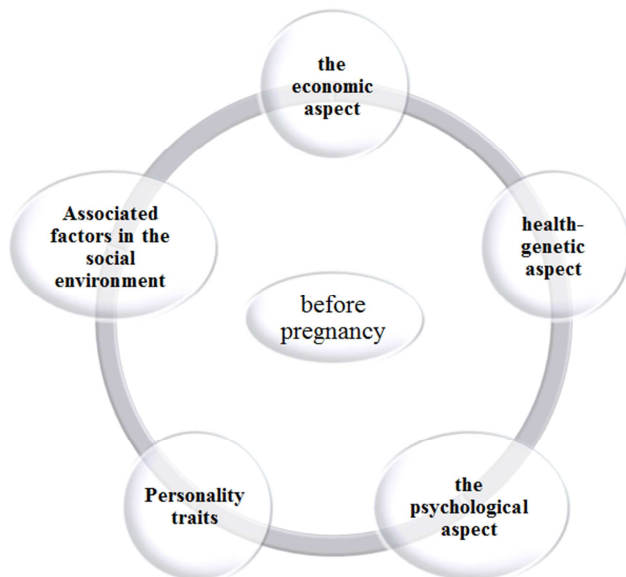 the
economic
aspect
health-
genetic
aspect
the
psychological
aspect
Personality
traits
Associated
factors in the
social
environment
before
pregnancy